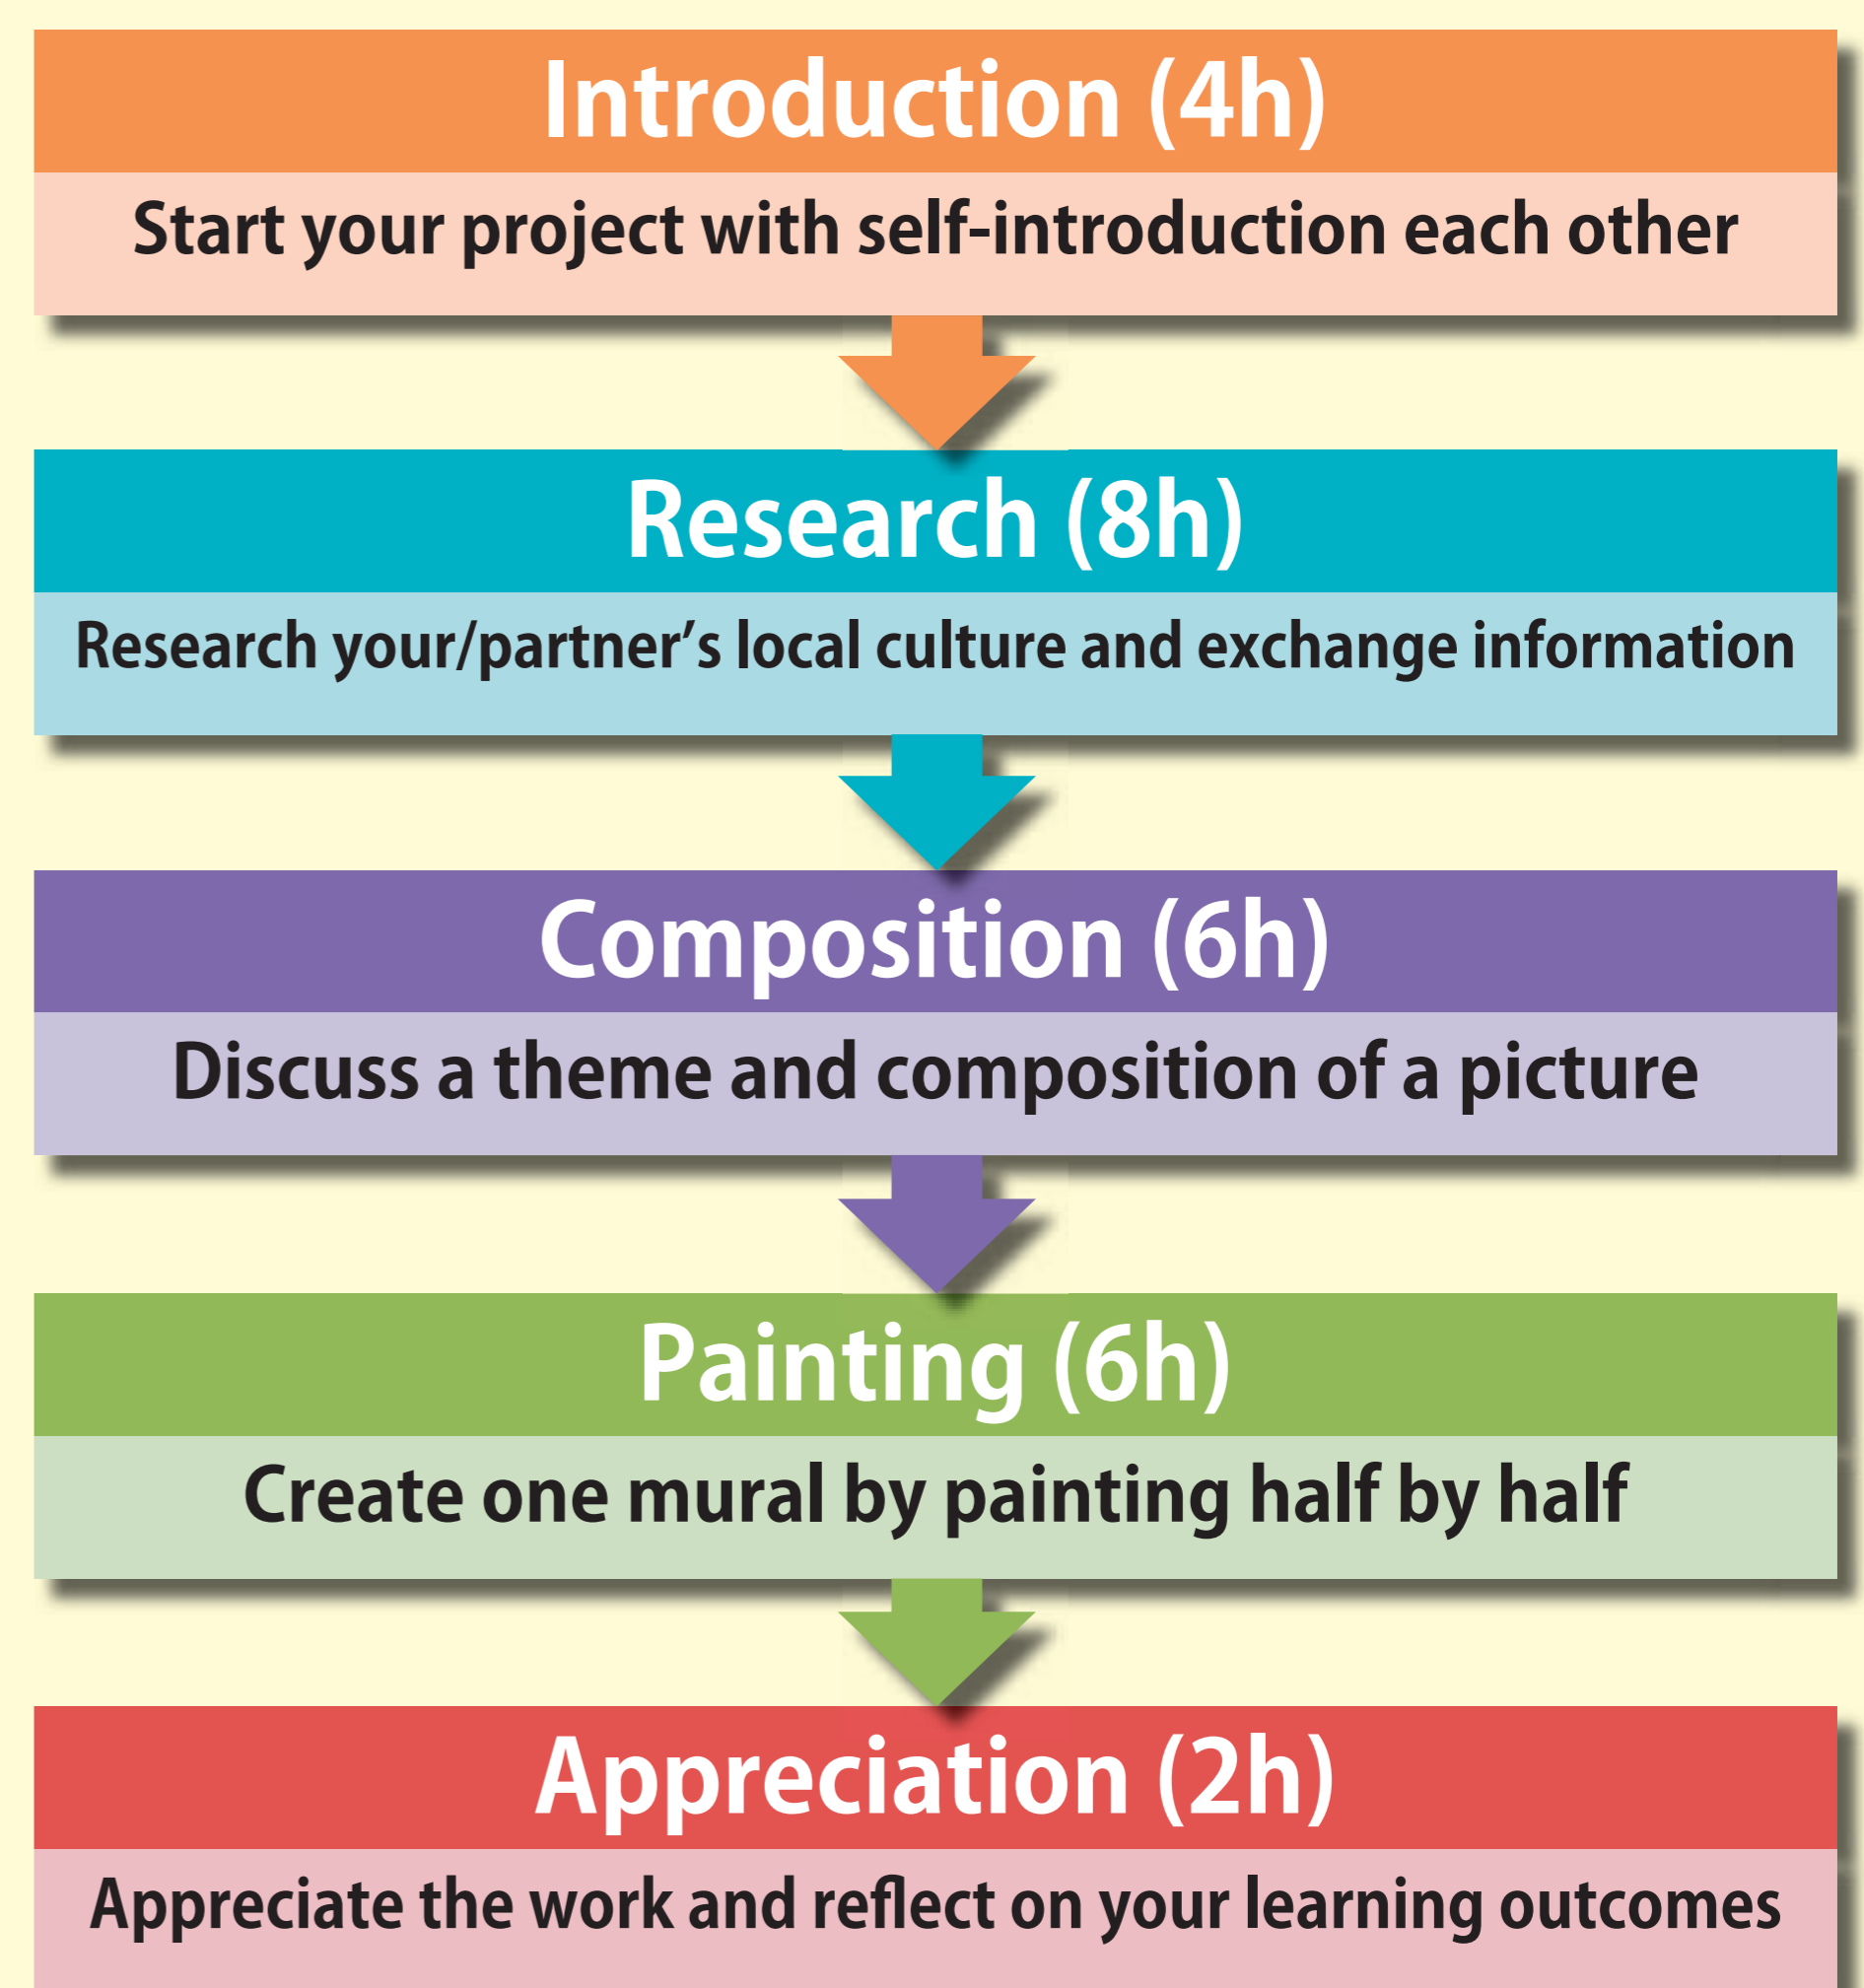 Introduction (4h)
Start your project with self-introduction each other
Research (8h)
Research your/partner’s local culture and exchange information
Composition (6h)
Discuss a theme and composition of a picture
Painting (6h)
Create one mural by painting half by half
Appreciation (2h)
Appreciate the work and reflect on your learning outcomes